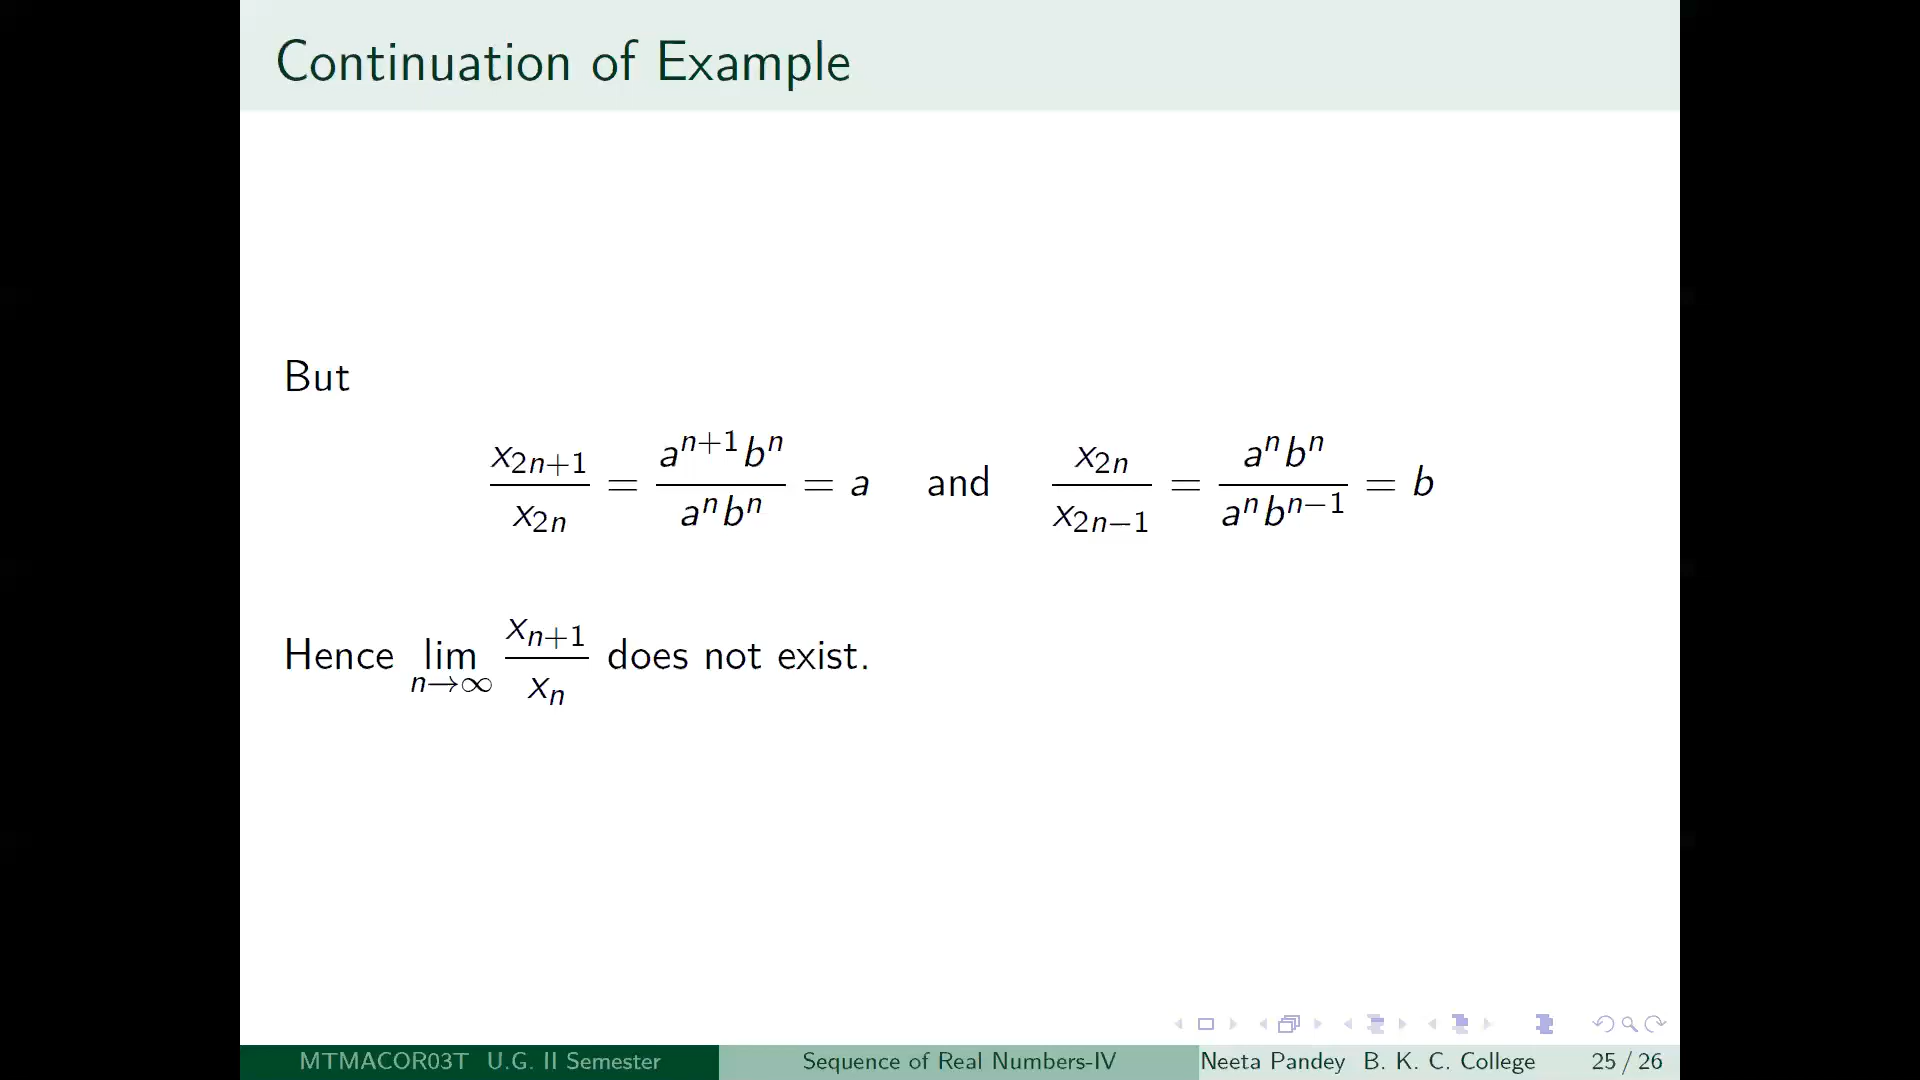 Continuation of Example
But
x_{2n+1}/x_{2n} = a^{n+1}b^n/a^n b^n = a and x_{2n}/x_{2n−1} = a^n b^n/a^n b^{n−1} = b
Hence lim_{n→∞} x_{n+1}/x_n does not exist.
MTMACOR03T U.G. II Semester Sequence of Real Numbers-IV Neeta Pandey B. K. C. College 25 / 26